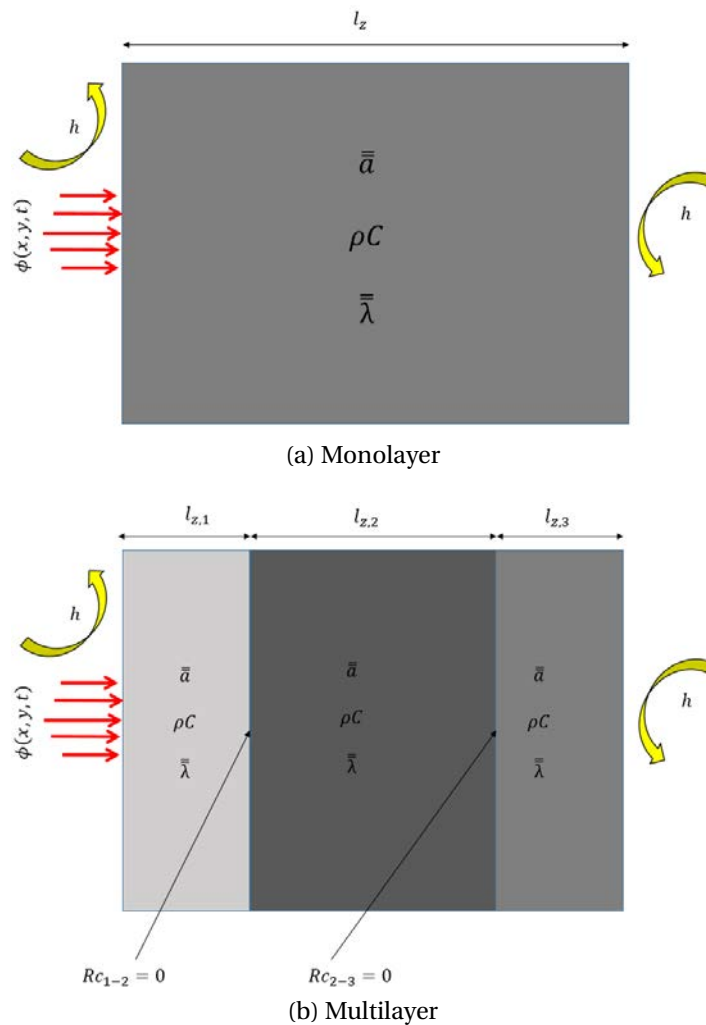 l_z
h
a̿
ϕ(x,y,t)
h
ρC
λ̿
(a) Monolayer
l_{z,1} l_{z,2} l_{z,3}
h
a̿ a̿ a̿
ϕ(x,y,t)
ρC ρC ρC
h
λ̿ λ̿ λ̿
Rc_{1−2} = 0 Rc_{2−3} = 0
(b) Multilayer